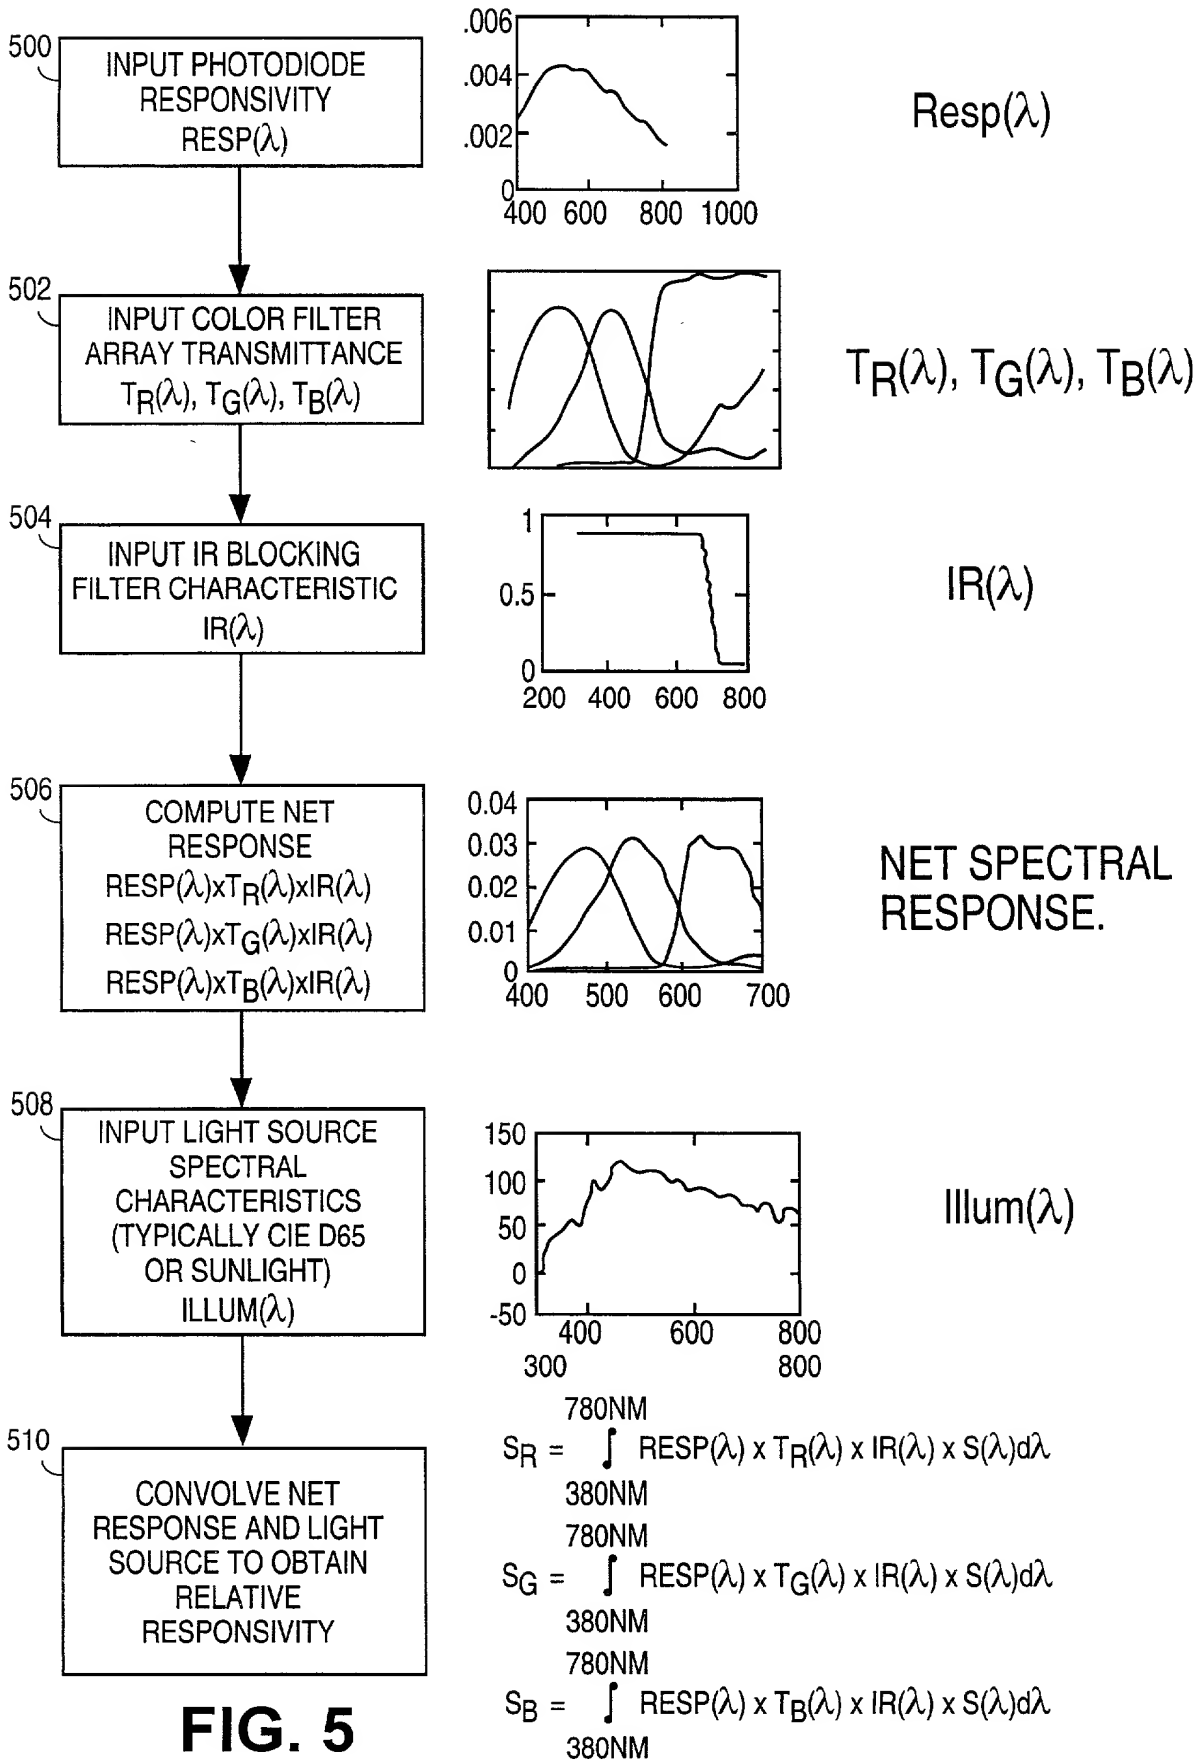 500
INPUT PHOTODIODE
RESPONSIVITY
RESP(λ)
.006
.004
.002
0
400 600 800 1000
Resp(λ)
502
INPUT COLOR FILTER
ARRAY TRANSMITTANCE
TR(λ), TG(λ), TB(λ)
TR(λ), TG(λ), TB(λ)
504
INPUT IR BLOCKING
FILTER CHARACTERISTIC
IR(λ)
1
0.5
0
200 400 600 800
IR(λ)
506
COMPUTE NET
RESPONSE
RESP(λ)xTR(λ)xIR(λ)
RESP(λ)xTG(λ)xIR(λ)
RESP(λ)xTB(λ)xIR(λ)
0.04
0.03
0.02
0.01
0
400 500 600 700
NET SPECTRAL
RESPONSE.
508
INPUT LIGHT SOURCE
SPECTRAL
CHARACTERISTICS
(TYPICALLY CIE D65
OR SUNLIGHT)
ILLUM(λ)
150
100
50
0
-50
400 600 800
300 800
Illum(λ)
510
CONVOLVE NET
RESPONSE AND LIGHT
SOURCE TO OBTAIN
RELATIVE
RESPONSIVITY
780NM
SR = ∫ RESP(λ) x TR(λ) x IR(λ) x S(λ)dλ
380NM
780NM
SG = ∫ RESP(λ) x TG(λ) x IR(λ) x S(λ)dλ
380NM
780NM
SB = ∫ RESP(λ) x TB(λ) x IR(λ) x S(λ)dλ
380NM
FIG. 5